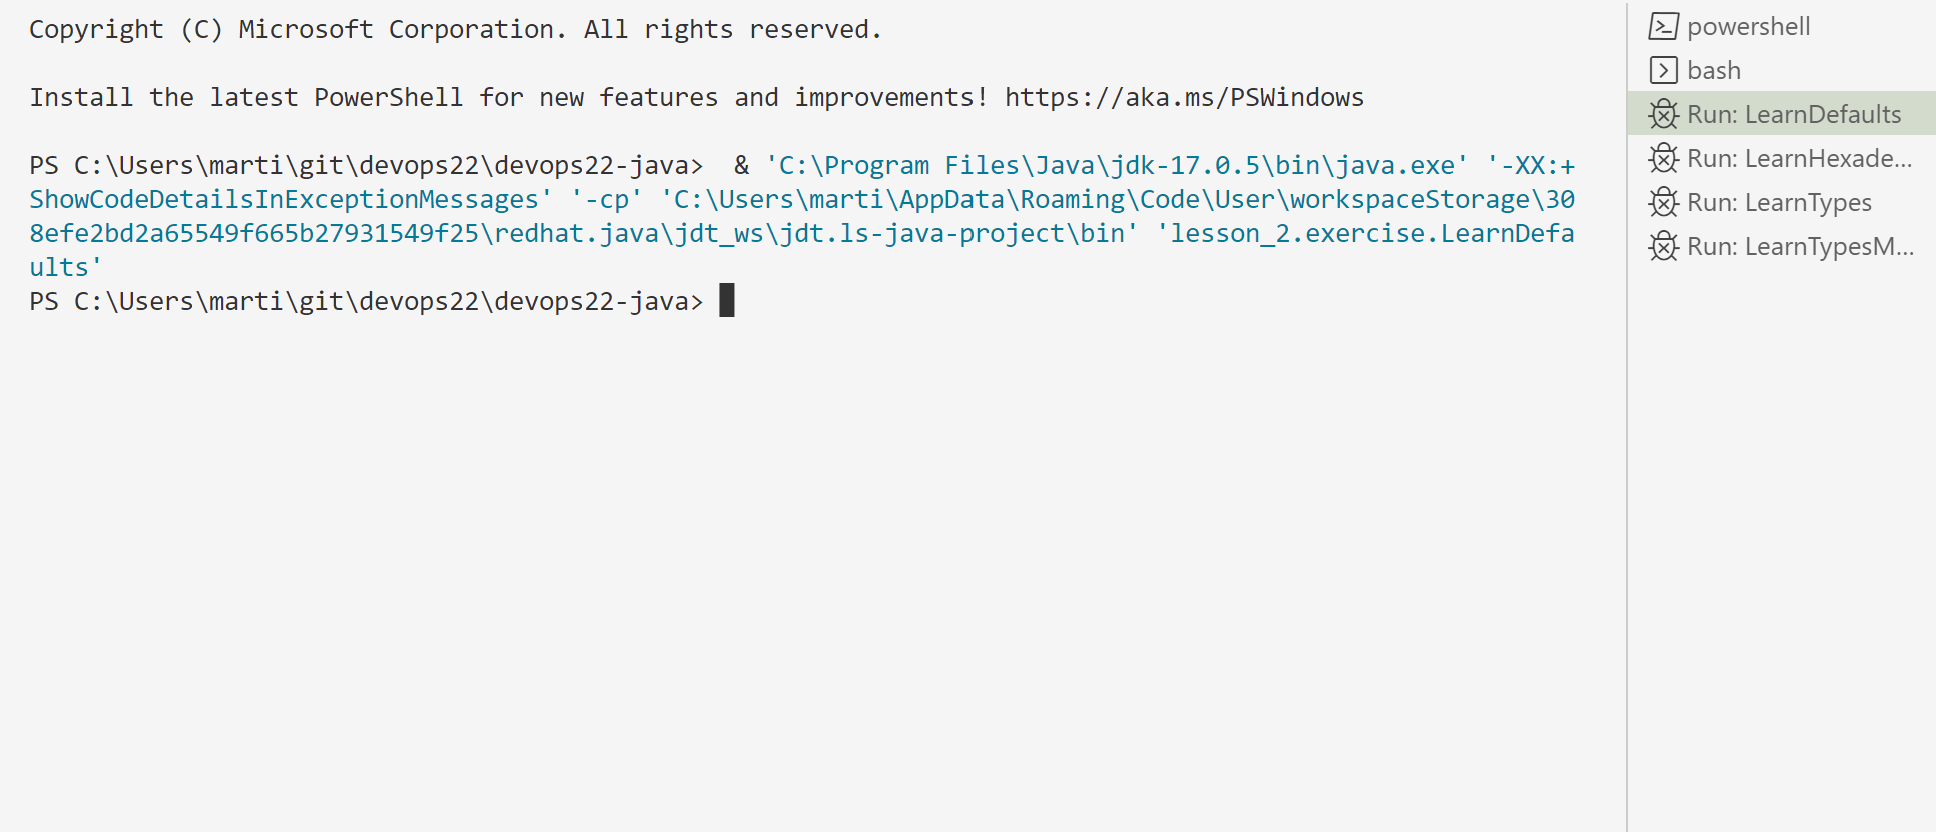 Copyright (C) Microsoft Corporation. All rights reserved.
Install the latest PowerShell for new features and improvements! https://aka.ms/PSWindows
PS C:\Users\marti\git\devops22\devops22-java>  & 'C:\Program Files\Java\jdk-17.0.5\bin\java.exe' '-XX:+
ShowCodeDetailsInExceptionMessages' '-cp' 'C:\Users\marti\AppData\Roaming\Code\User\workspaceStorage\30
8efe2bd2a65549f665b27931549f25\redhat.java\jdt_ws\jdt.ls-java-project\bin' 'lesson_2.exercise.LearnDefa
ults'
PS C:\Users\marti\git\devops22\devops22-java>
powershell
bash
Run: LearnDefaults
Run: LearnHexade...
Run: LearnTypes
Run: LearnTypesM...